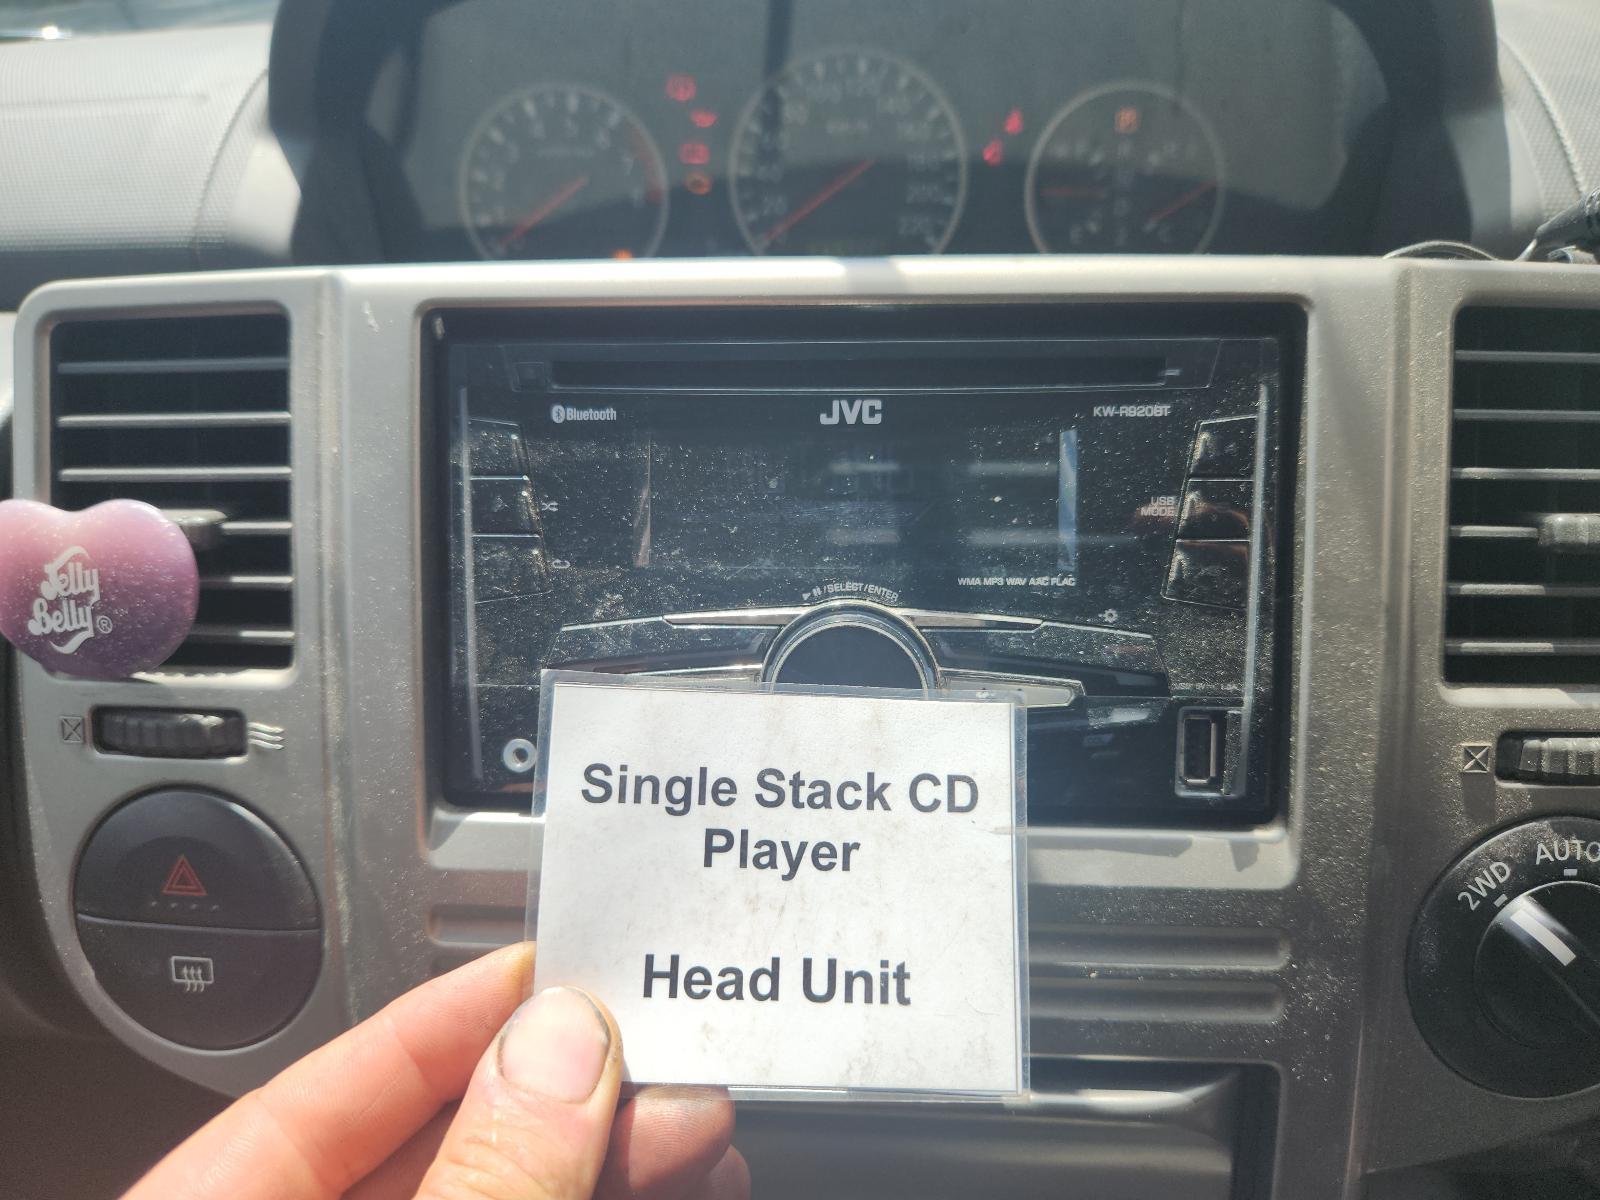 Bluetooth
JVC
KW-R920BT
USB
MODE
WMA MP3 WAV AAC FLAC
/SELECT/ENTER
Jelly
Belly®
Single Stack CD
Player
Head Unit
2WD
AUTO